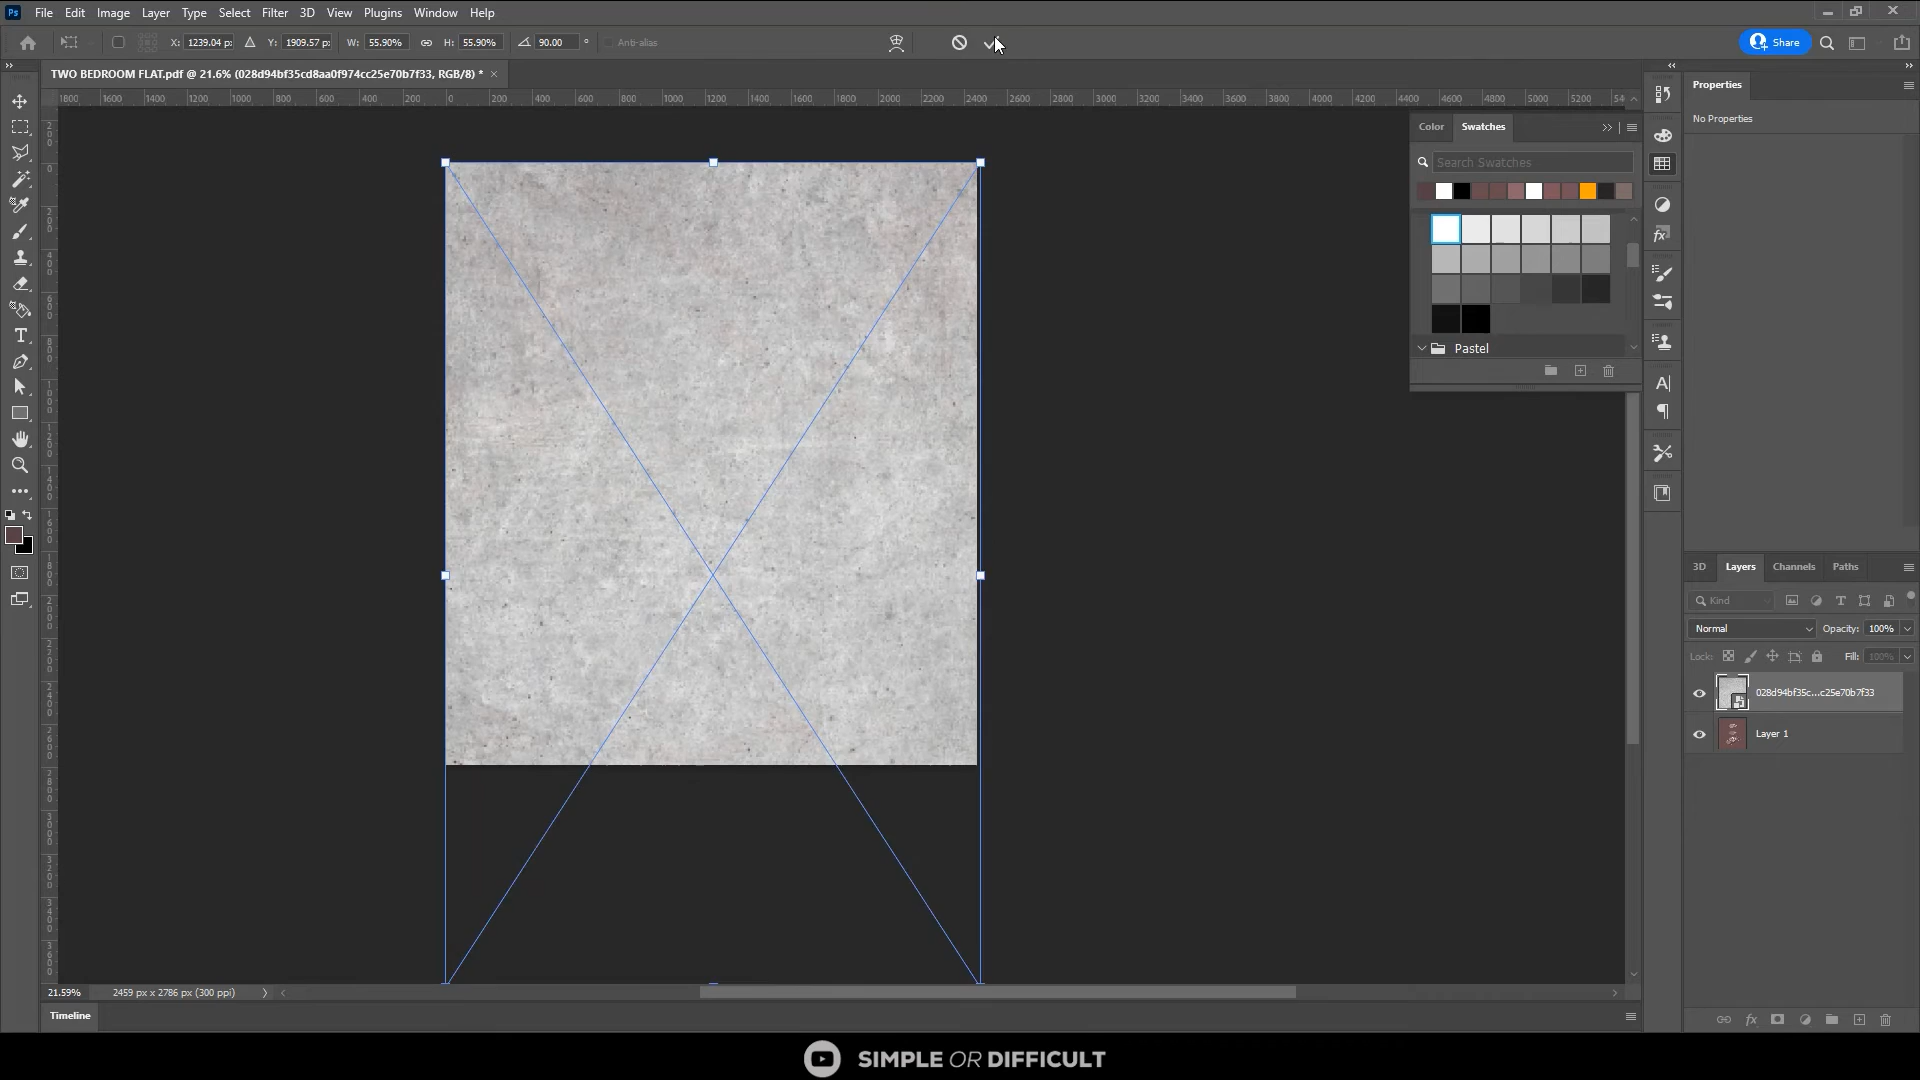 Ps File Edit Image Layer Type Select Filter 3D View Plugins Window Help
X: 1239.04 p: Y: 1909.57 p: W: 55.90% H: 55.90% 90.00 ° Anti-alias Share
TWO BEDROOM FLAT.pdf @ 21.6% (028d94bf35cd8aa0f974cc25e70b7f33, RGB/8) * ×
1800 1600 1400 1200 1000 800 600 400 200 0 200 400 600 800 1000 1200 1400 1600 1800 2000 2200 2400 2600 2800 3000 3200 3400 3600 3800 4000 4200 4400 4600 4800 5000 5200 54
Properties
No Properties
Color Swatches
Search Swatches
Pastel
3D Layers Channels Paths
Kind
Normal Opacity: 100%
Lock: Fill: 100%
028d94bf35c...c25e70b7f33
Layer 1
21.59% 2459 px x 2786 px (300 ppi)
Timeline
SIMPLE OR DIFFICULT